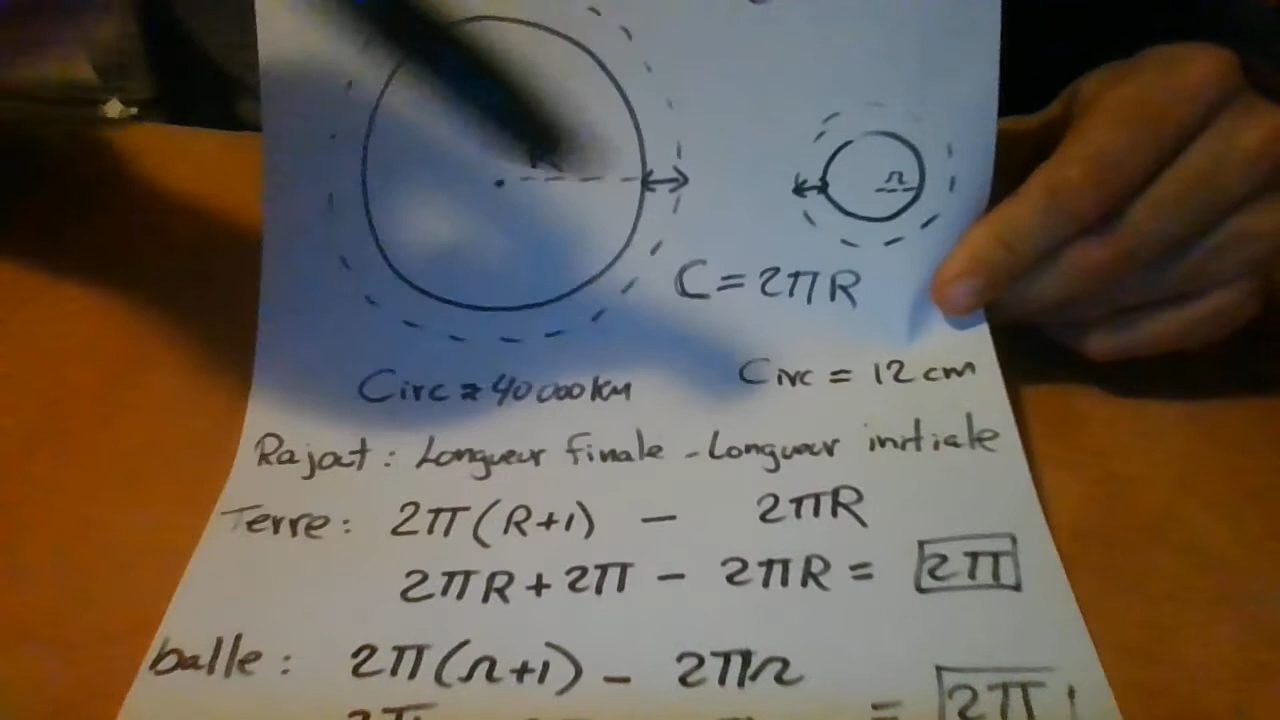 R
r
C = 2πR
Circ ≈ 40 000 km
Circ = 12 cm
Rajout : Longueur finale - Longueur initiale
Terre : 2π(R+1) - 2πR
2πR + 2π - 2πR = 2π
balle : 2π(r+1) - 2πr
= 2π !